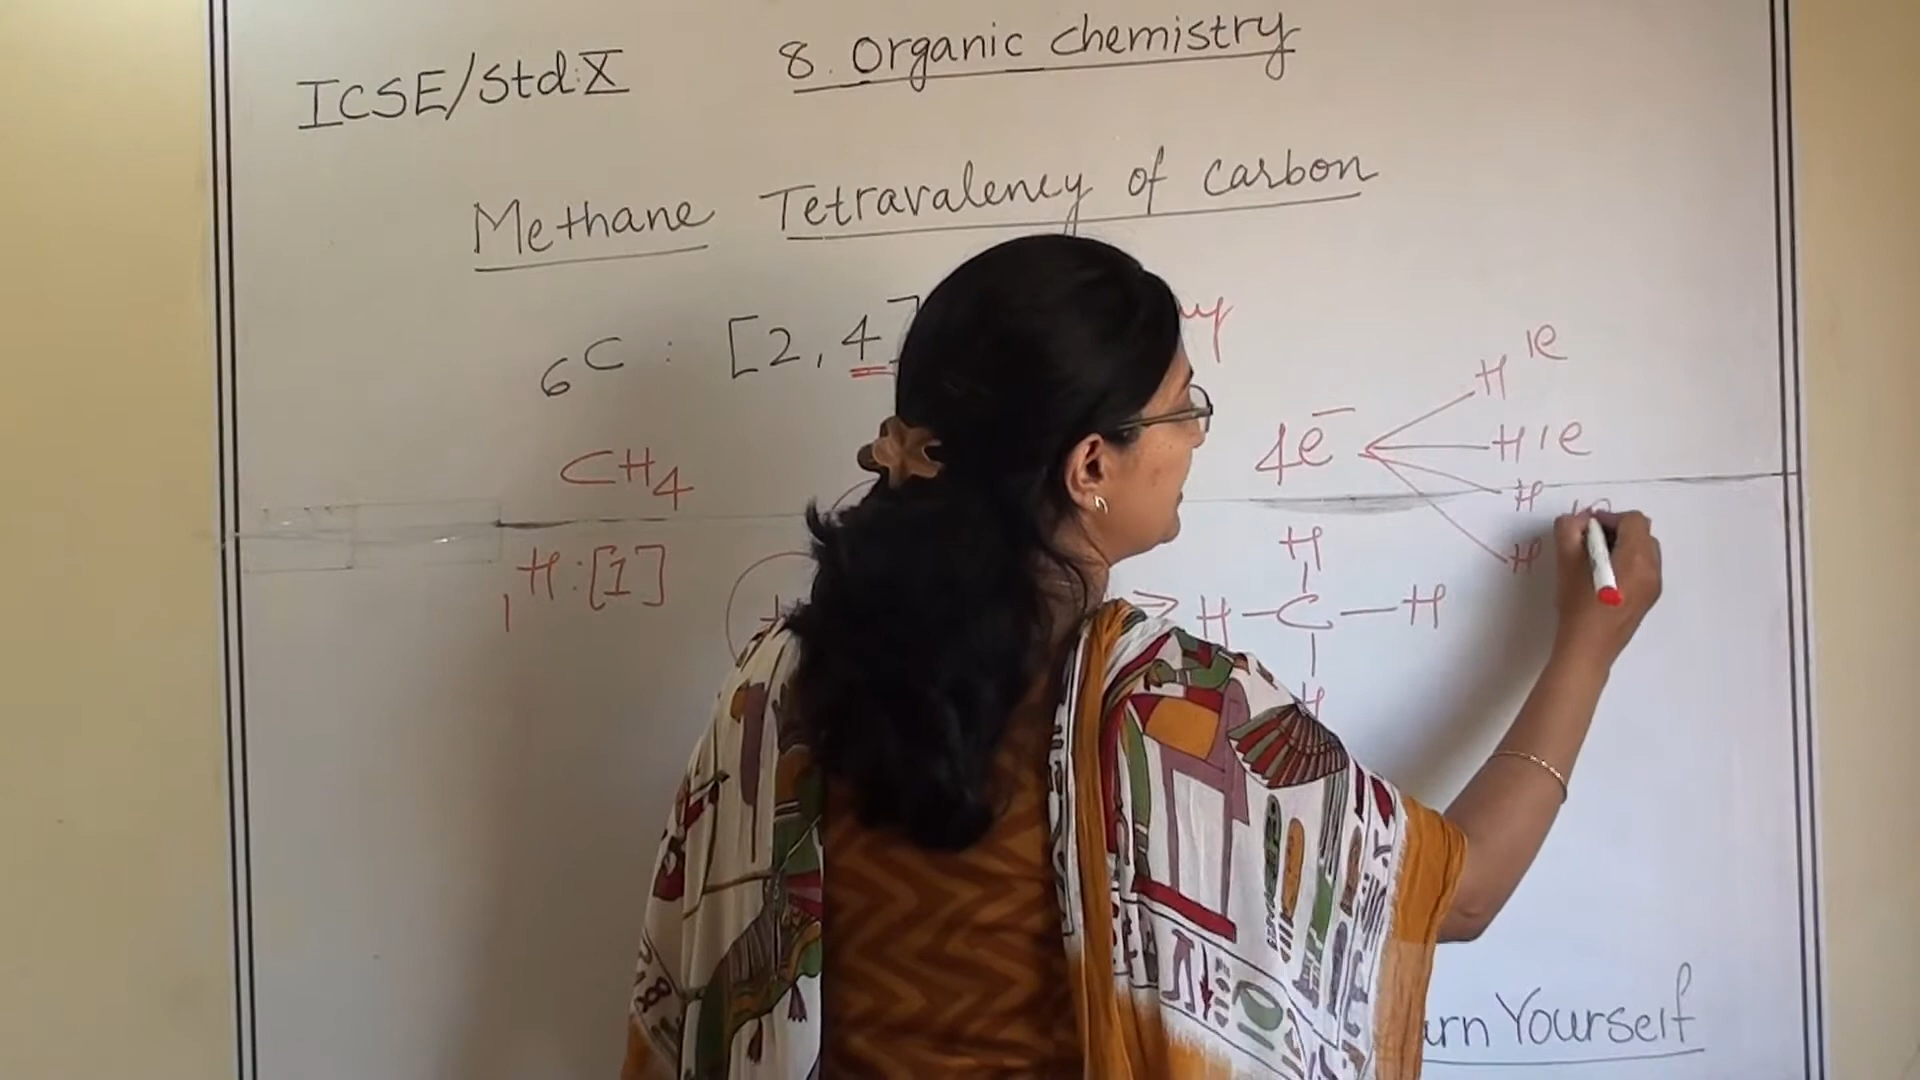 ICSE/Std:X 8. Organic chemistry
Methane Tetravalency of carbon
6C : [2, 4]
H 1e
4e⁻ H 1e
CH4
H 1e
1H:[1] H
H
H—C—H
H
Yourself